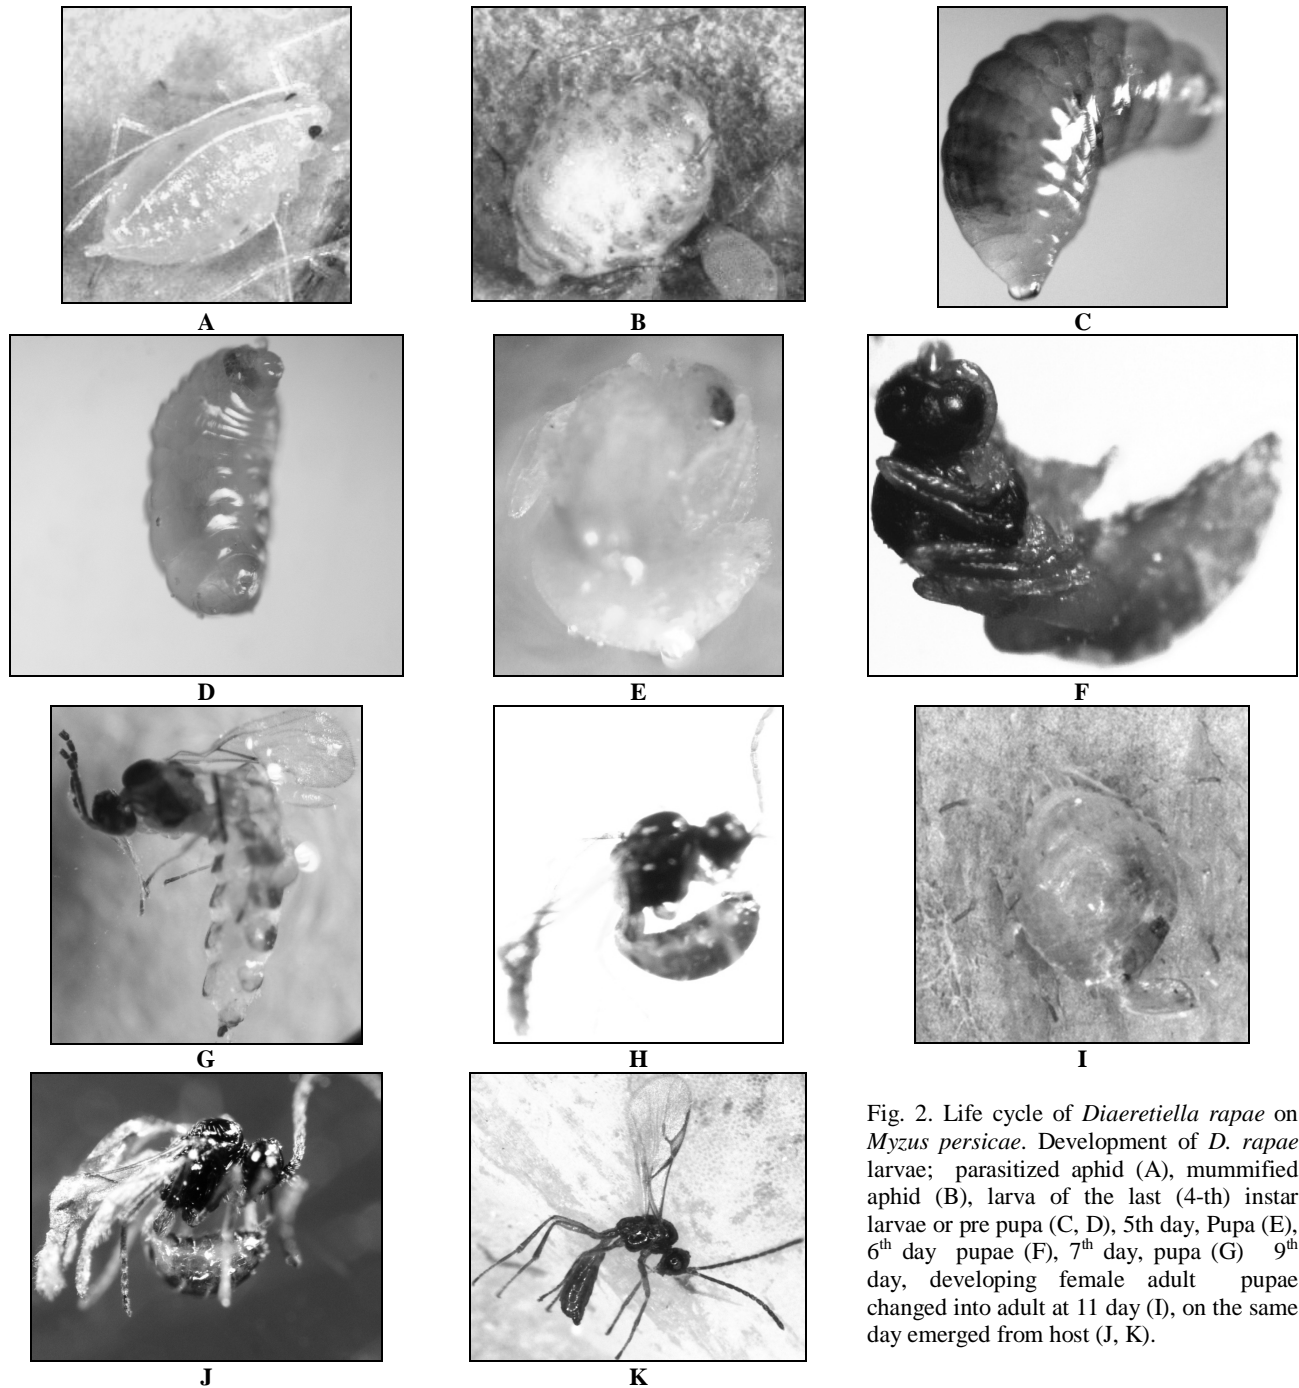 A
B
C
D
E
F
G
H
I
J
K
Fig. 2. Life cycle of Diaeretiella rapae on
Myzus persicae. Development of D. rapae
larvae; parasitized aphid (A), mummified
aphid (B), larva of the last (4-th) instar
larvae or pre pupa (C, D), 5th day, Pupa (E),
6th day pupae (F), 7th day, pupa (G) 9th
day, developing female adult pupae
changed into adult at 11 day (I), on the same
day emerged from host (J, K).